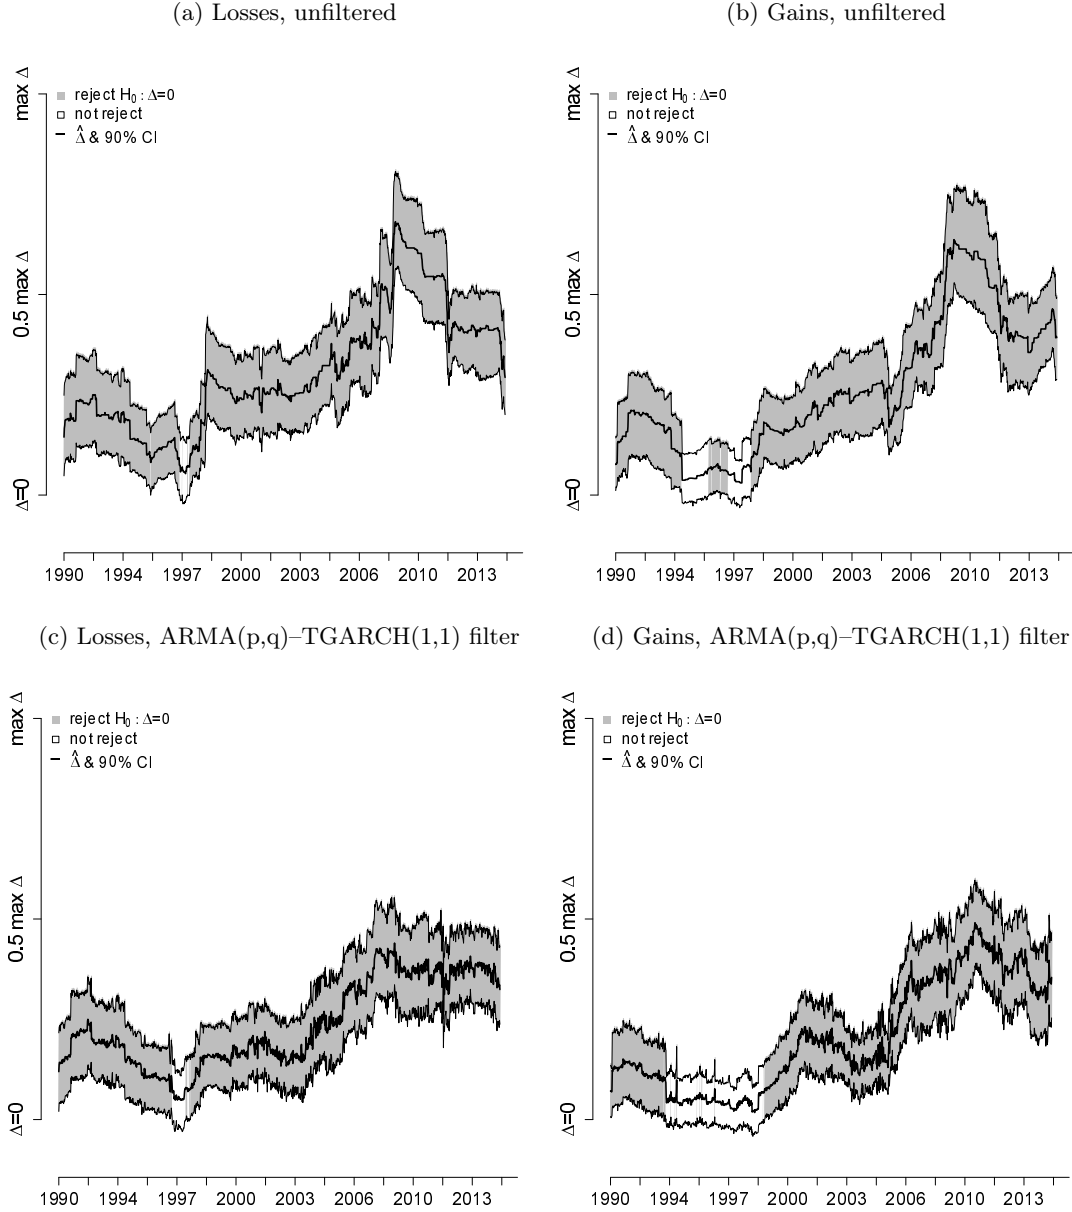 (a) Losses, unfiltered
max Δ
0.5 max Δ
Δ=0
reject H₀ : Δ=0
not reject
Δ̂ & 90% CI
1990 1994 1997 2000 2003 2006 2010 2013
(b) Gains, unfiltered
max Δ
0.5 max Δ
Δ=0
reject H₀ : Δ=0
not reject
Δ̂ & 90% CI
1990 1994 1997 2000 2003 2006 2010 2013
(c) Losses, ARMA(p,q)–TGARCH(1,1) filter
max Δ
0.5 max Δ
Δ=0
reject H₀ : Δ=0
not reject
Δ̂ & 90% CI
1990 1994 1997 2000 2003 2006 2010 2013
(d) Gains, ARMA(p,q)–TGARCH(1,1) filter
max Δ
0.5 max Δ
Δ=0
reject H₀ : Δ=0
not reject
Δ̂ & 90% CI
1990 1994 1997 2000 2003 2006 2010 2013